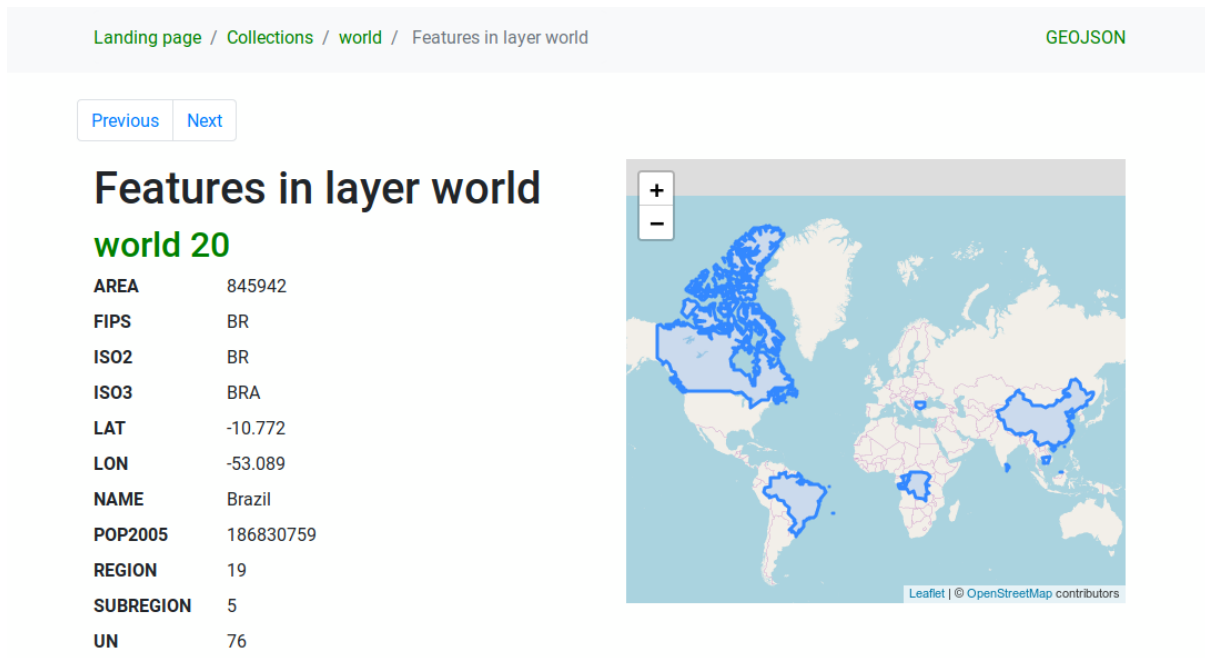 Landing page / Collections / world / Features in layer world GEOJSON
Previous Next
Features in layer world
world 20
AREA 845942
FIPS BR
ISO2 BR
ISO3 BRA
LAT -10.772
LON -53.089
NAME Brazil
POP2005 186830759
REGION 19
SUBREGION 5
UN 76
+
−
Leaflet | © OpenStreetMap contributors